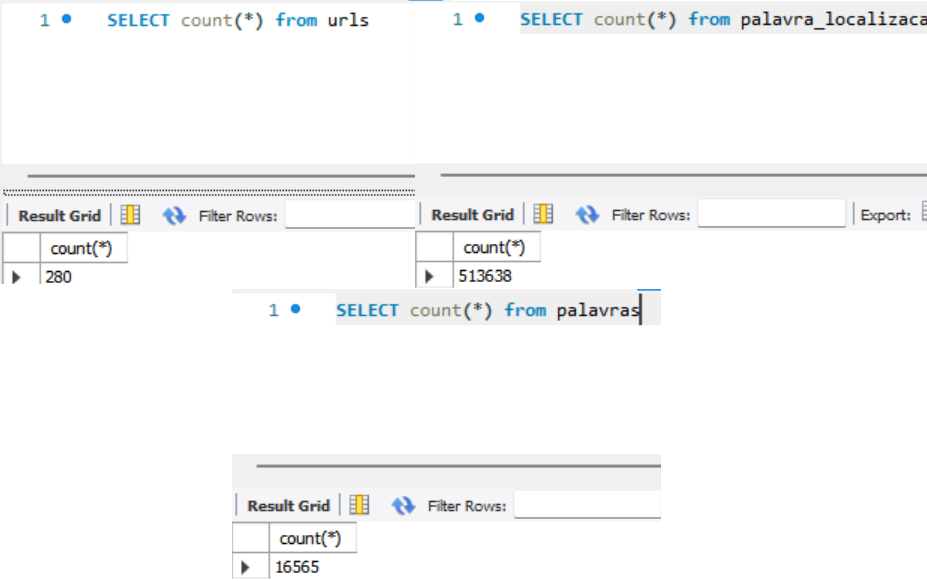 1 SELECT count(*) from urls
Result Grid Filter Rows:
count(*)
280
1 SELECT count(*) from palavra_localizaca
Result Grid Filter Rows: Export:
count(*)
513638
1 SELECT count(*) from palavras
Result Grid Filter Rows:
count(*)
16565